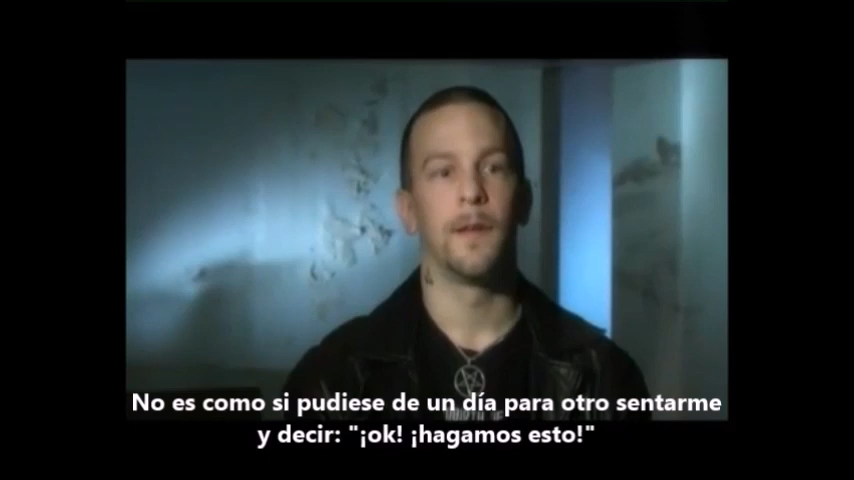 No es como si pudiese de un día para otro sentarme
y decir: "¡ok! ¡hagamos esto!"